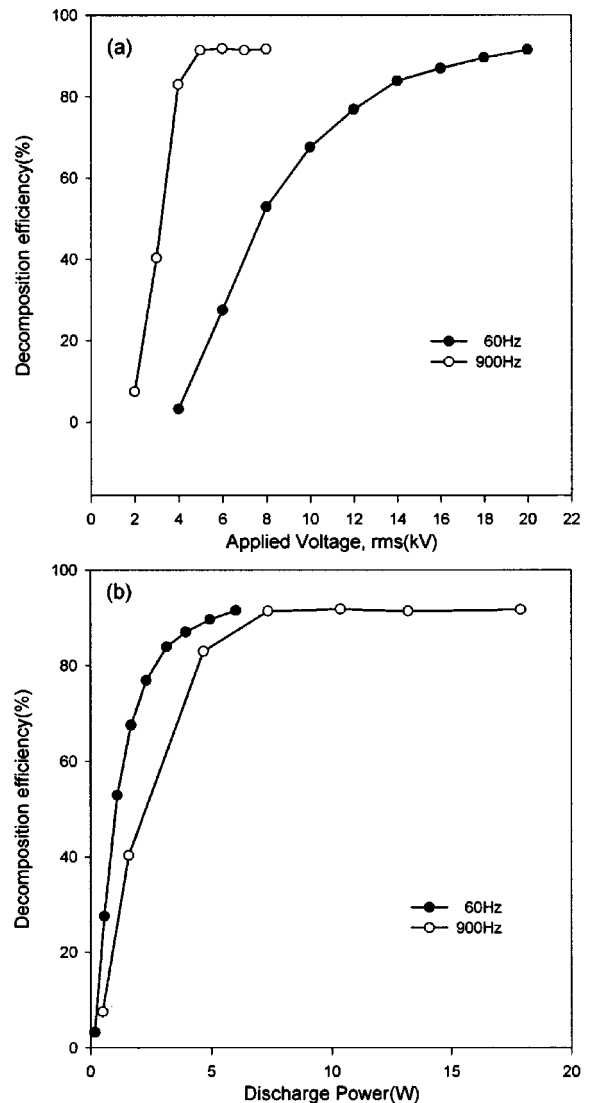 (a)
Decomposition efficiency(%)
100
80
60
40
20
0
60Hz
900Hz
0 2 4 6 8 10 12 14 16 18 20 22
Applied Voltage, rms(kV)
(b)
Decomposition efficiency(%)
100
80
60
40
20
0
60Hz
900Hz
0 5 10 15 20
Discharge Power(W)